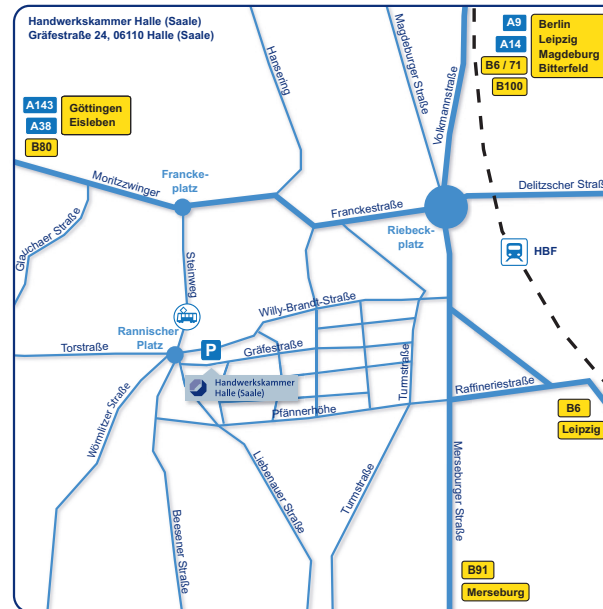 Handwerkskammer Halle (Saale)
Gräfestraße 24, 06110 Halle (Saale)
A9
A14
B6 / 71
B100
Berlin
Leipzig
Magdeburg
Bitterfeld
A143
A38
B80
Göttingen
Eisleben
Hansering
Magdeburger Straße
Volkmannstraße
Moritzzwinger
Francke-
platz
Franckestraße
Delitzscher Straß
Riebeck-
platz
Glauchaer Straße
Steinweg
HBF
Willy-Brandt-Straße
Rannischer
Platz
Torstraße
P
Gräfestraße
Turmstraße
Handwerkskammer
Halle (Saale)
Raffineriestraße
Pfännerhöhe
Wörmlitzer Straße
B6
Leipzig
Liebenauer Straße
Turmstraße
Merseburger Straße
Beesener Straße
B91
Merseburg